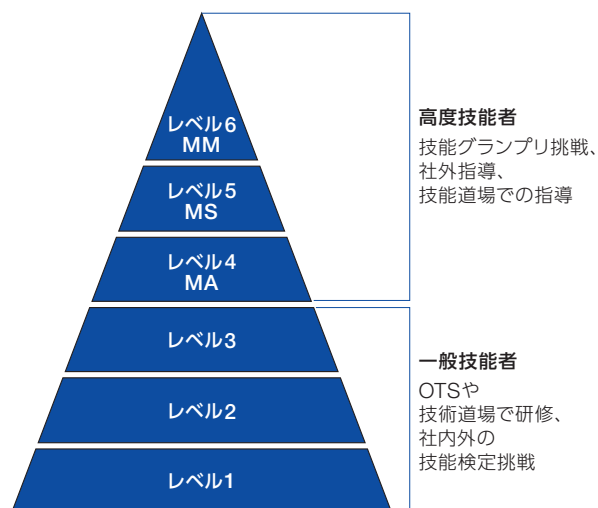 レベル6
MM
レベル5
MS
レベル4
MA
レベル3
レベル2
レベル1
高度技能者
技能グランプリ挑戦、
社外指導、
技能道場での指導
一般技能者
OTSや
技術道場で研修、
社内外の
技能検定挑戦